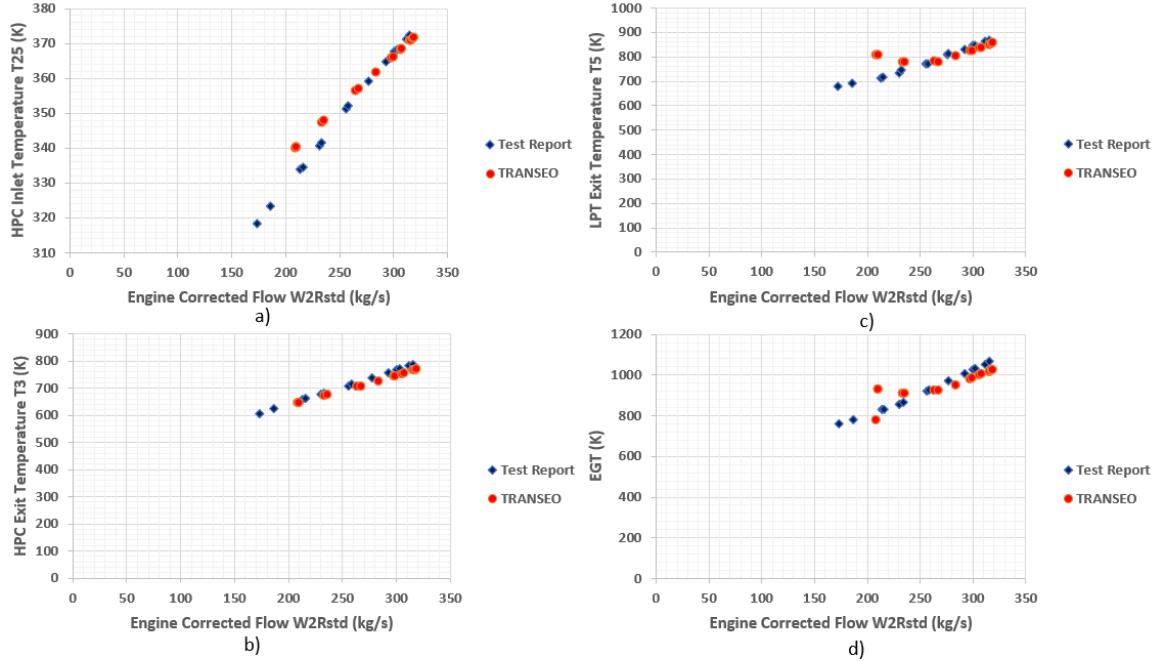 HPC Inlet Temperature T25 (K)
380
370
360
350
340
330
320
310
0 50 100 150 200 250 300 350
Engine Corrected Flow W2Rstd (kg/s)
Test Report
TRANSEO
a)
HPC Exit Temperature T3 (K)
900
800
700
600
500
400
300
200
100
0
0 50 100 150 200 250 300 350
Engine Corrected Flow W2Rstd (kg/s)
Test Report
TRANSEO
b)
LPT Exit Temperature T5 (K)
1000
900
800
700
600
500
400
300
200
100
0
0 50 100 150 200 250 300 350
Engine Corrected Flow W2Rstd (kg/s)
Test Report
TRANSEO
c)
EGT (K)
1200
1000
800
600
400
200
0
0 50 100 150 200 250 300 350
Engine Corrected Flow W2Rstd (kg/s)
Test Report
TRANSEO
d)